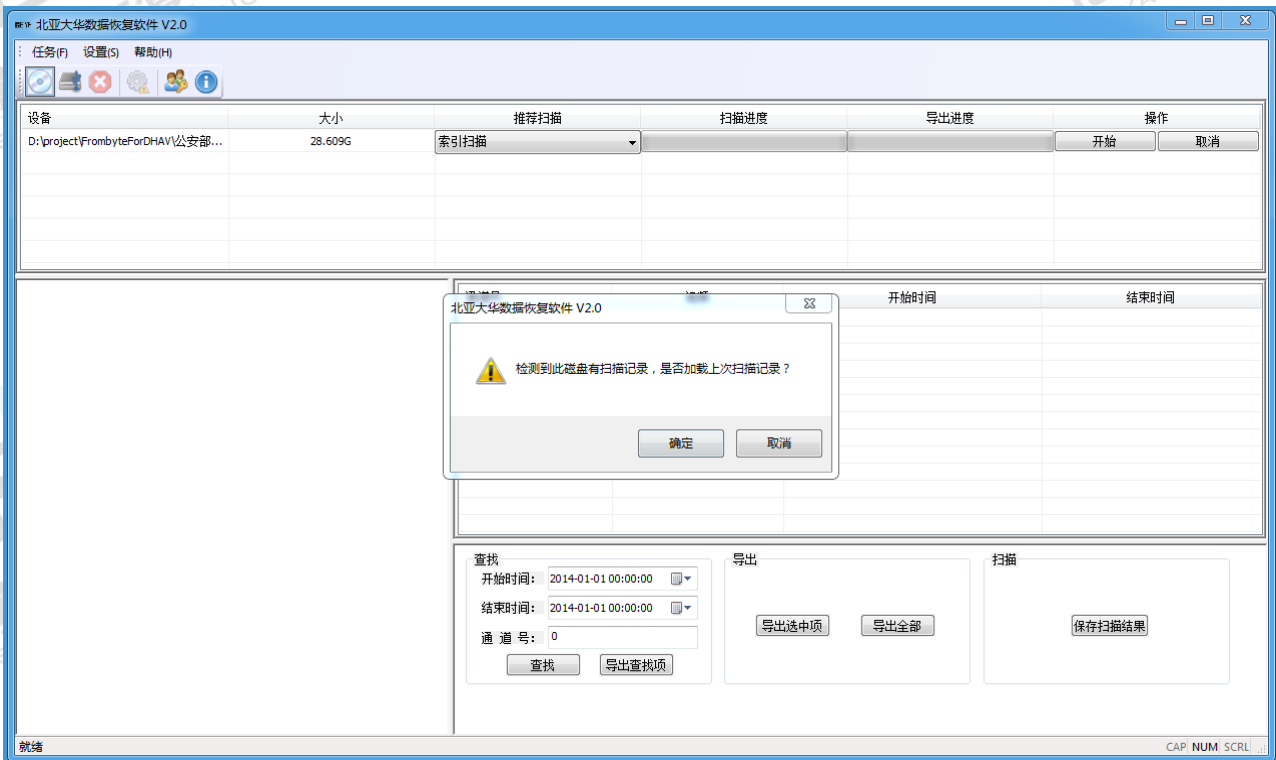 北亚大华数据恢复软件 V2.0
任务(F) 设置(S) 帮助(H)
设备 大小 推荐扫描 扫描进度 导出进度 操作
D:\project\FrombyteForDHAV\公安部... 28.609G 索引扫描 开始 取消
开始时间 结束时间
北亚大华数据恢复软件 V2.0
检测到此磁盘有扫描记录，是否加载上次扫描记录？
确定 取消
查找 导出 扫描
开始时间： 2014-01-01 00:00:00
结束时间： 2014-01-01 00:00:00
通 道 号： 0
导出选中项 导出全部 保存扫描结果
查找 导出查找项
就绪 CAP NUM SCRL